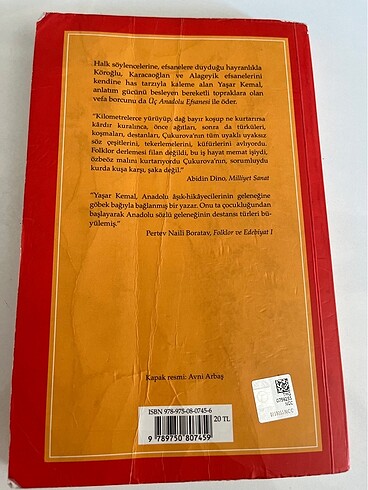 Halk söylencelerine, efsanelere duyduğu hayranlıkla
Köroğlu, Karacaoğlan ve Alageyik efsanelerini
kendine has tarzıyla kaleme alan Yaşar Kemal,
anlatım gücünü besleyen bereketli topraklara olan
vefa borcunu da Üç Anadolu Efsanesi ile öder.
"Kilometrelerce yürüyüp, dağ bayır koşup ne kurtarırsa
kârdır kuralınca, önce ağıtları, sonra da türküleri,
koşmaları, destanları, Çukurova'nın tüm uyaklı uyaksız
söz çeşitlerini, tekerlemelerini, küfürlerini avlıyordu.
Folklor derlemesi filan değildi, bu iş hayat memat işiydi,
özbeöz malını kurtarıyordu Çukurova'nın, sorumluydu
kurda kuşa karşı, şaka değil."
Abidin Dino, Milliyet Sanat
"Yaşar Kemal, Anadolu âşık-hikâyecilerinin geleneğine
göbek bağıyla bağlanmış bir yazar. Onu ta çocukluğundan
başlayarak Anadolu sözlü geleneğinin destansı türleri bü-
yülemiş."
Pertev Naili Boratav, Folklor ve Edebiyat I
Kapak resmi: Avni Arbaş
ISBN 978-975-08-0745-6
20 TL
9 789750 807459